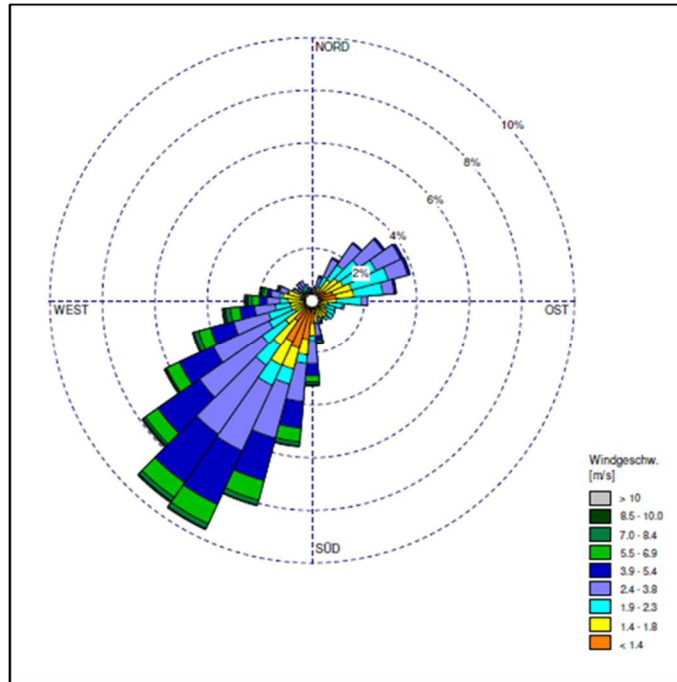 NORD
10%
8%
6%
4%
2%
WEST
OST
SÜD
Windgeschw.
[m/s]
> 10
8.5 - 10.0
7.0 - 8.4
5.5 - 6.9
3.9 - 5.4
2.4 - 3.8
1.9 - 2.3
1.4 - 1.8
< 1.4